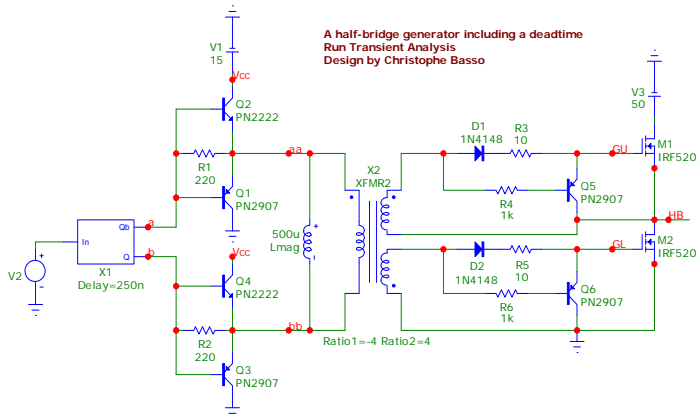 A half-bridge generator including a deadtime
Run Transient Analysis
Design by Christophe Basso
V1
15
Vcc
Q2
PN2222
V3
50
aa
D1
1N4148
R3
10
GU
M1
IRF520
R1
220
Q1
PN2907
X2
XFMR2
R4
1k
Q5
PN2907
a
Qb
In
Q
b
X1
Delay=250n
V2
500u
Lmag
HB
GL
M2
IRF520
Vcc
Q4
PN2222
D2
1N4148
R5
10
R6
1k
Q6
PN2907
R2
220
bb
Ratio1=-4 Ratio2=4
Q3
PN2907